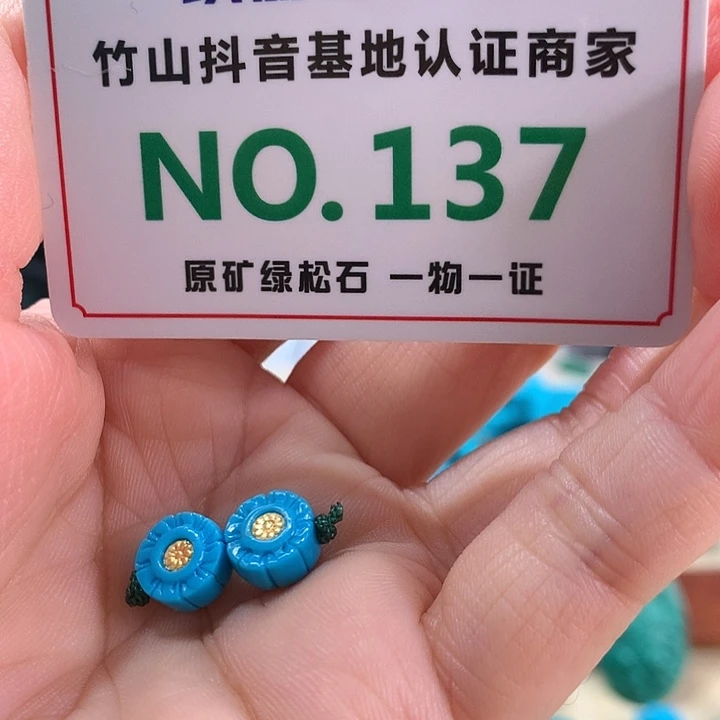 竹山抖音基地认证商家
NO.137
原矿绿松石 一物一证